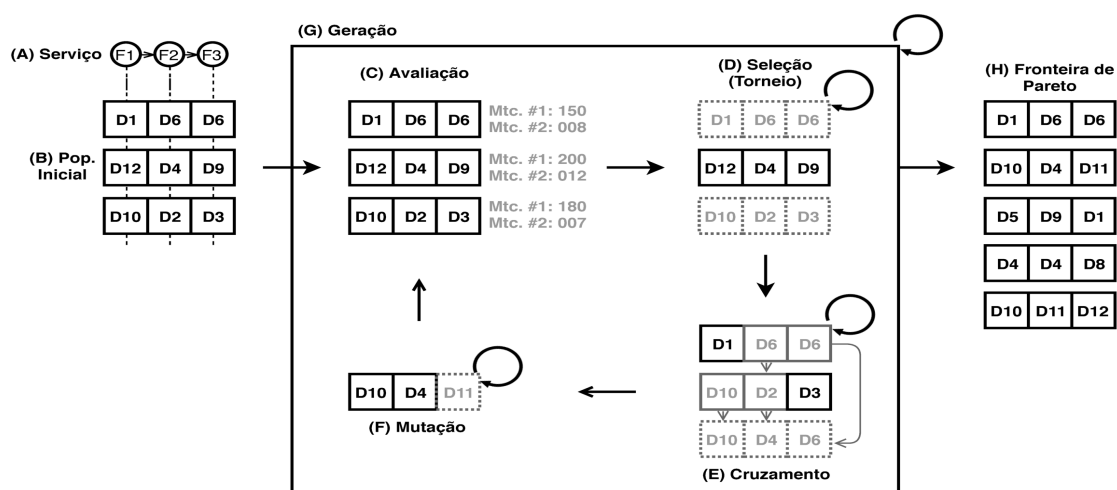 (G) Geração
(A) Serviço F1 F2 F3
(C) Avaliação
(D) Seleção
(Torneio)
(H) Fronteira de
Pareto
D1 D6 D6
(B) Pop.
Inicial
D12 D4 D9
D10 D2 D3
D1 D6 D6
Mtc. #1: 150
Mtc. #2: 008
D12 D4 D9
Mtc. #1: 200
Mtc. #2: 012
D10 D2 D3
Mtc. #1: 180
Mtc. #2: 007
D1 D6 D6
D12 D4 D9
D10 D2 D3
D1 D6 D6
D10 D2 D3
D10 D4 D6
(E) Cruzamento
D10 D4 D11
(F) Mutação
D1 D6 D6
D10 D4 D11
D5 D9 D1
D4 D4 D8
D10 D11 D12